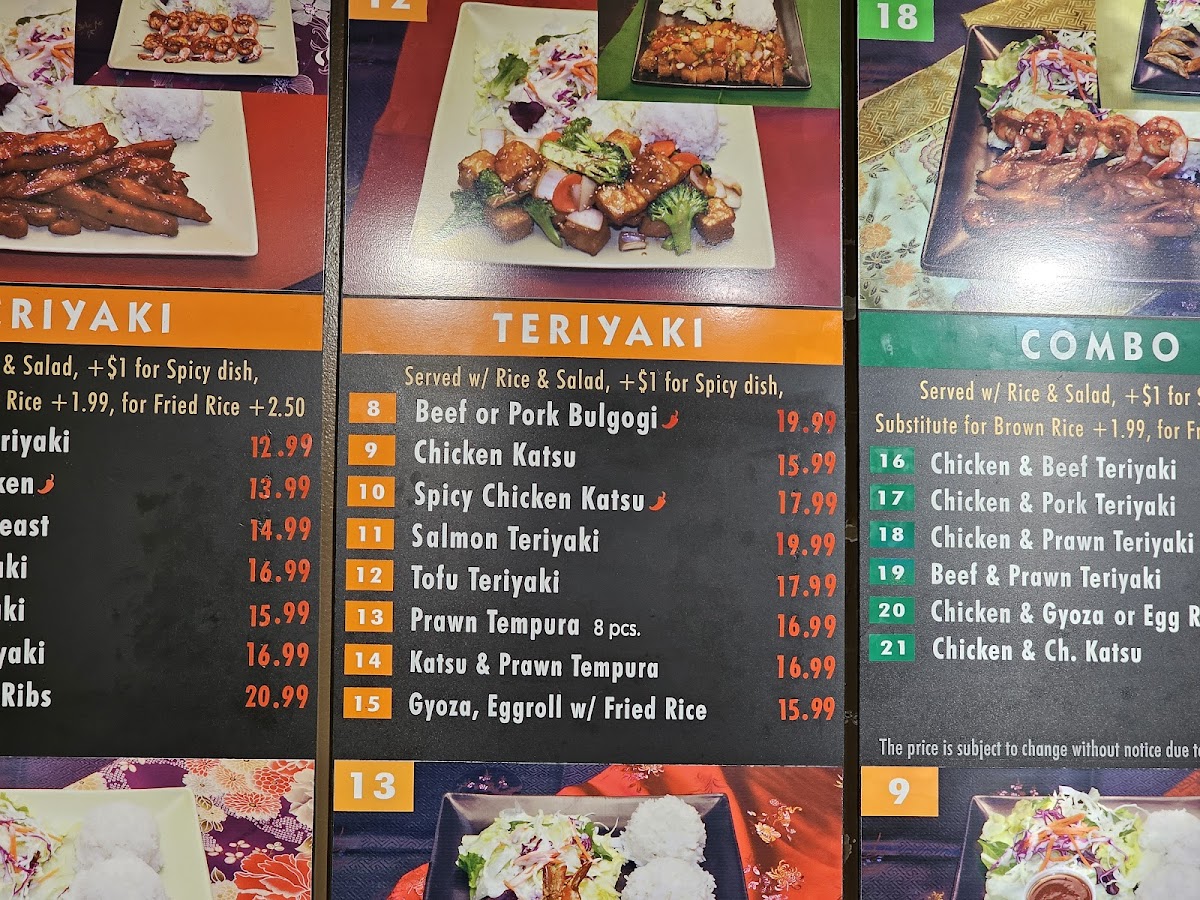 12
18
ERIYAKI
& Salad, +$1 for Spicy dish,
Rice +1.99, for Fried Rice +2.50
eriyaki 12.99
ken 13.99
east 14.99
aki 16.99
aki 15.99
yaki 16.99
Ribs 20.99
TERIYAKI
Served w/ Rice & Salad, +$1 for Spicy dish,
8 Beef or Pork Bulgogi 19.99
9 Chicken Katsu 15.99
10 Spicy Chicken Katsu 17.99
11 Salmon Teriyaki 19.99
12 Tofu Teriyaki 17.99
13 Prawn Tempura 8 pcs. 16.99
14 Katsu & Prawn Tempura 16.99
15 Gyoza, Eggroll w/ Fried Rice 15.99
COMBO
Served w/ Rice & Salad, +$1 for S
Substitute for Brown Rice +1.99, for Fr
16 Chicken & Beef Teriyaki
17 Chicken & Pork Teriyaki
18 Chicken & Prawn Teriyaki
19 Beef & Prawn Teriyaki
20 Chicken & Gyoza or Egg R
21 Chicken & Ch. Katsu
The price is subject to change without notice due to
13
9